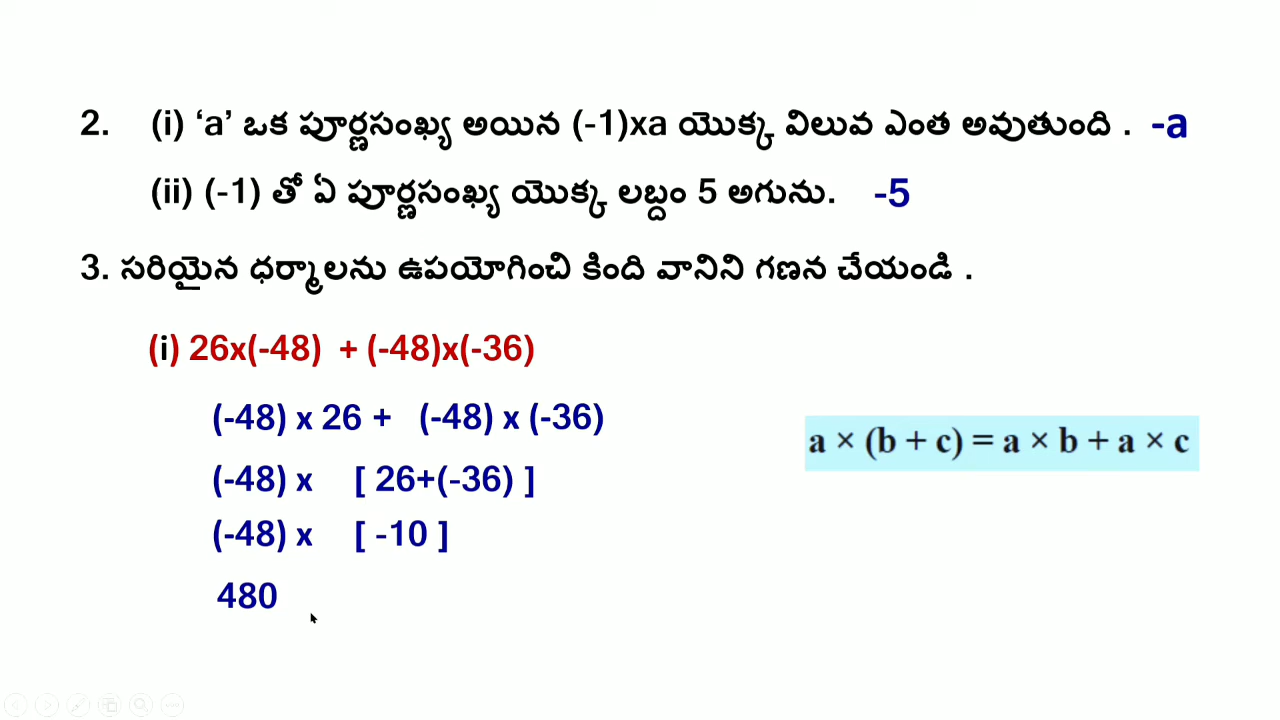 2. (i) ‘a’ ఒక పూర్ణసంఖ్య అయిన (-1)xa యొక్క విలువ ఎంత అవుతుంది . -a
(ii) (-1) తో ఏ పూర్ణసంఖ్య యొక్క లబ్దం 5 అగును. -5
3. సరియైన ధర్మాలను ఉపయోగించి కింది వానిని గణన చేయండి .
(i) 26x(-48) + (-48)x(-36)
(-48) x 26 + (-48) x (-36)
a × (b + c) = a × b + a × c
(-48) x [ 26+(-36) ]
(-48) x [ -10 ]
480